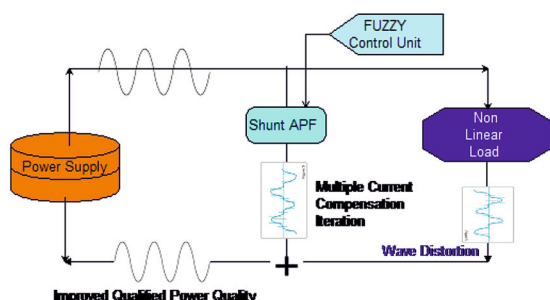 FUZZY
Control Unit
Shunt APF
Non
Linear
Load
Power Supply
Multiple Current
Compensation
Iteration
Wave Distortion
Improved Qualified Power Quality